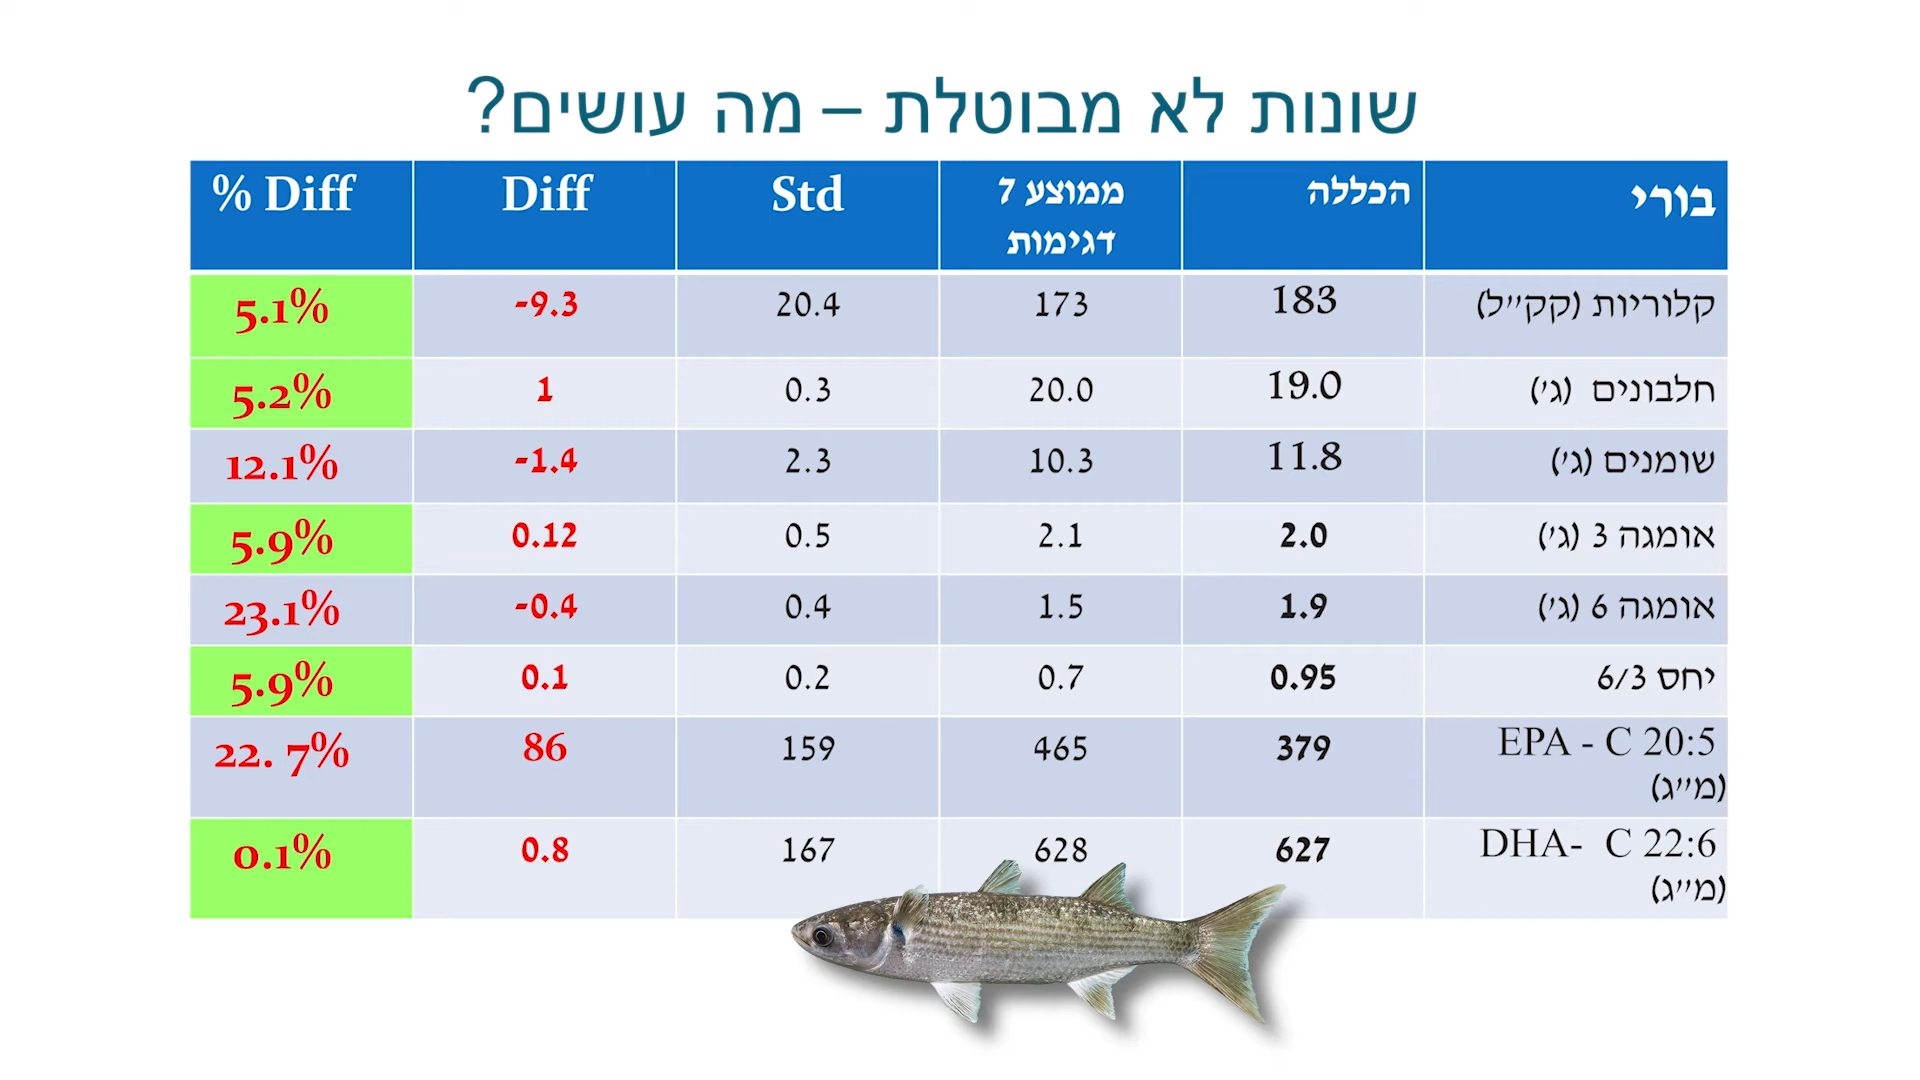 שונות לא מבוטלת – מה עושים?
בורי הכללה ממוצע 7 דגימות Std Diff % Diff
קלוריות (קק''ל) 183 173 20.4 -9.3 5.1%
חלבונים (ג') 19.0 20.0 0.3 1 5.2%
שומנים (ג') 11.8 10.3 2.3 -1.4 12.1%
אומגה 3 (ג') 2.0 2.1 0.5 0.12 5.9%
אומגה 6 (ג') 1.9 1.5 0.4 -0.4 23.1%
יחס 6/3 0.95 0.7 0.2 0.1 5.9%
EPA - C 20:5 (מ''ג) 379 465 159 86 22. 7%
DHA- C 22:6 (מ''ג) 627 628 167 0.8 0.1%